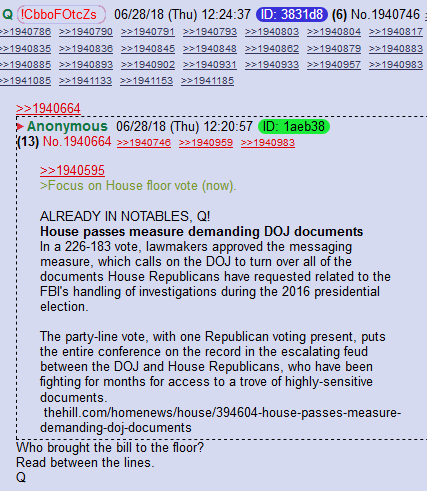 Q !CbboFOtcZs 06/28/18 (Thu) 12:24:37 ID: 3831d8 (6) No.1940746
>>1940786 >>1940790 >>1940791 >>1940793 >>1940803 >>1940804 >>1940817
>>1940835 >>1940836 >>1940845 >>1940848 >>1940862 >>1940879 >>1940883
>>1940885 >>1940893 >>1940902 >>1940931 >>1940933 >>1940957 >>1940983
>>1941085 >>1941133 >>1941153 >>1941185
>>1940664
Anonymous 06/28/18 (Thu) 12:20:57 ID: 1aeb38
(13) No.1940664 >>1940746 >>1940959 >>1940983
>>1940595
>Focus on House floor vote (now).
ALREADY IN NOTABLES, Q!
House passes measure demanding DOJ documents
In a 226-183 vote, lawmakers approved the messaging
measure, which calls on the DOJ to turn over all of the
documents House Republicans have requested related to the
FBI's handling of investigations during the 2016 presidential
election.
The party-line vote, with one Republican voting present, puts
the entire conference on the record in the escalating feud
between the DOJ and House Republicans, who have been
fighting for months for access to a trove of highly-sensitive
documents.
thehill.com/homenews/house/394604-house-passes-measure-
demanding-doj-documents
Who brought the bill to the floor?
Read between the lines.
Q